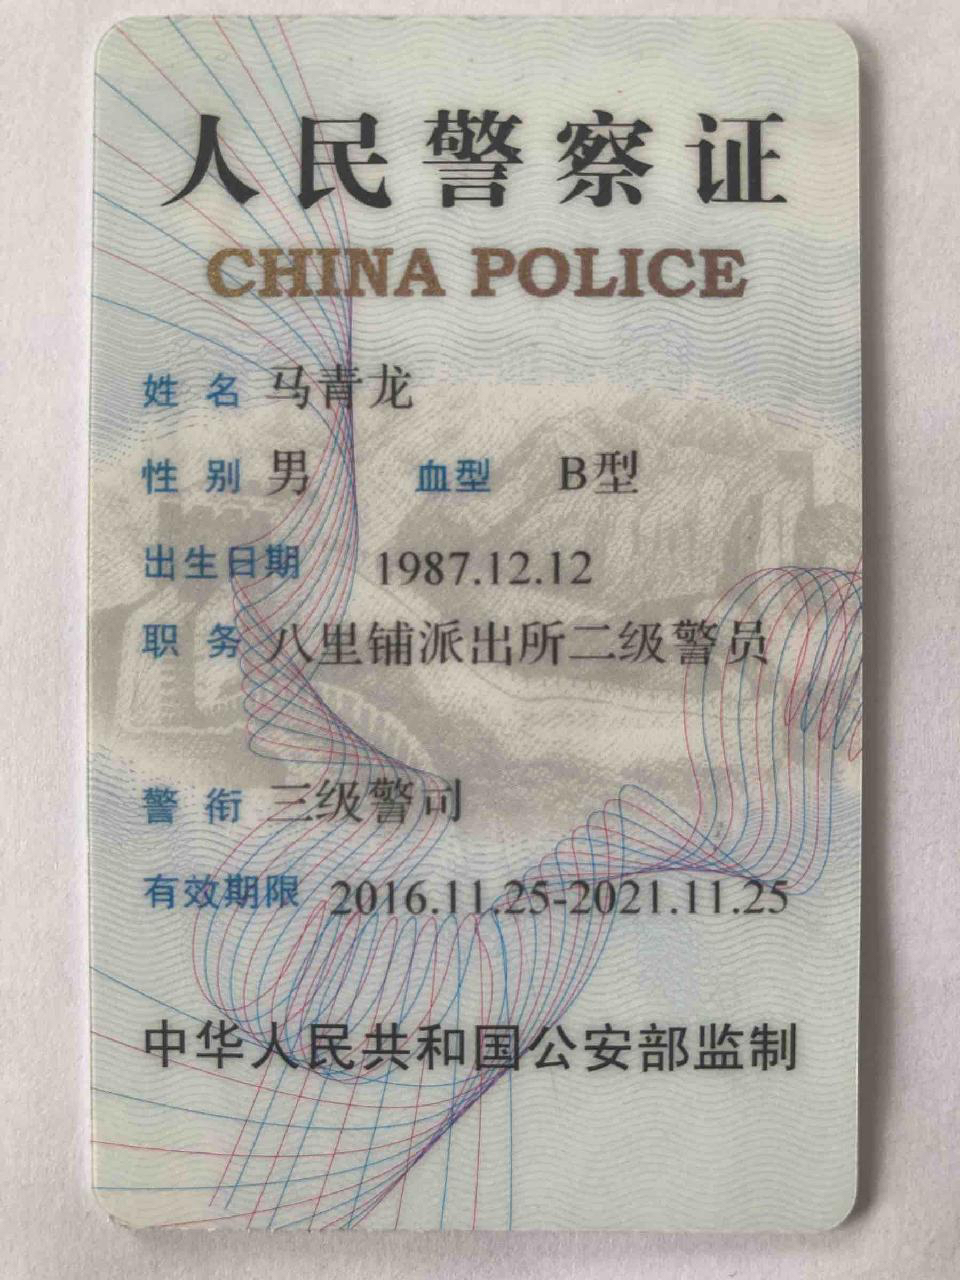 人民警察证
CHINA POLICE
姓 名 马青龙
性 别 男 血型 B型
出生日期 1987.12.12
职 务 八里铺派出所二级警员
警 衔 三级警司
有效期限 2016.11.25-2021.11.25
中华人民共和国公安部监制